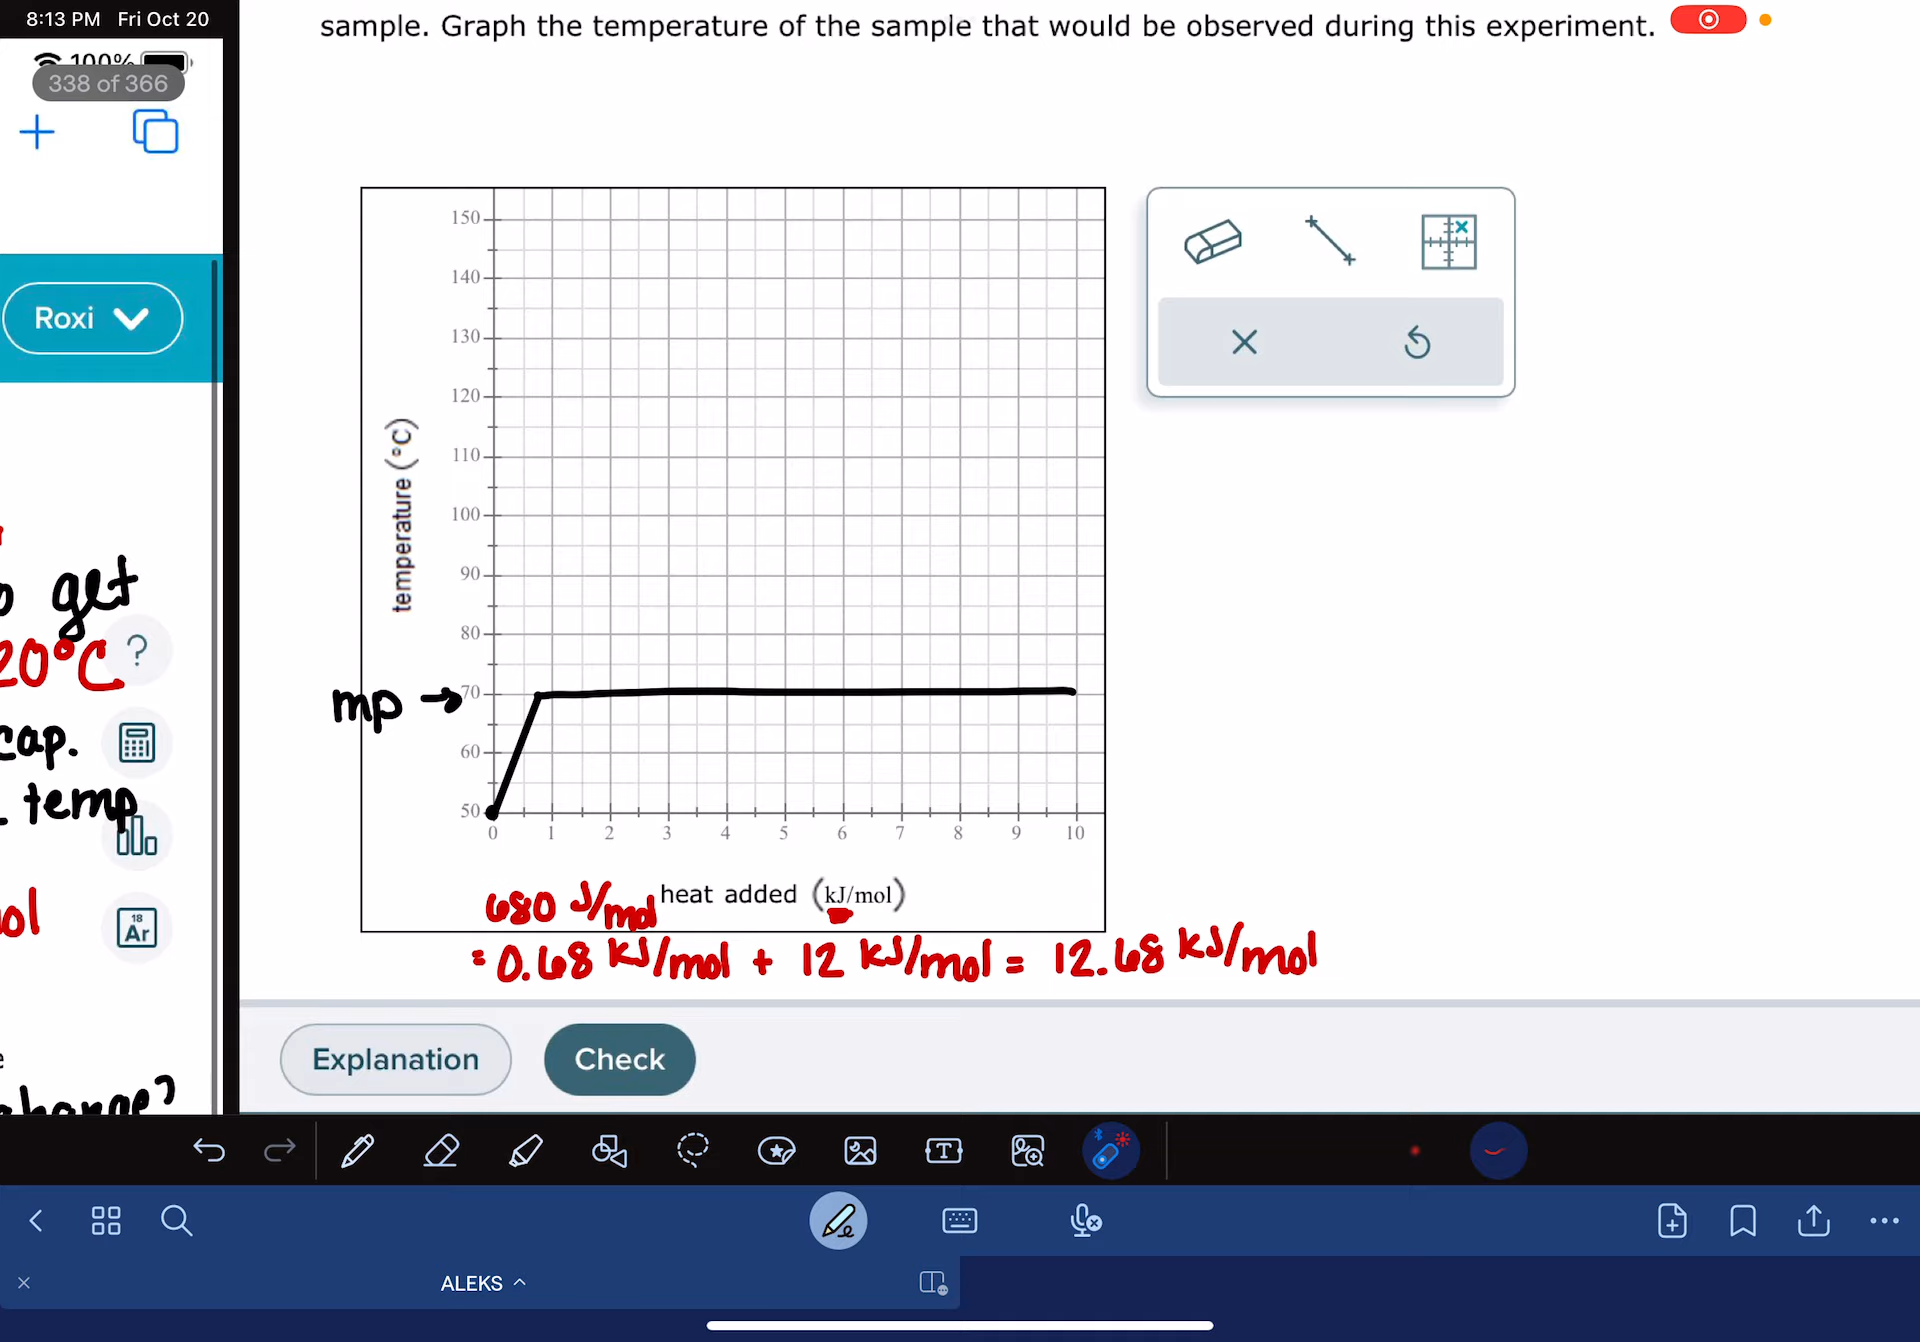 8:13 PM Fri Oct 20
100%
338 of 366
sample. Graph the temperature of the sample that would be observed during this experiment.
Roxi
get
20°C
?
cap.
temp
ol
18
Ar
change?
150
140
130
120
110
100
90
80
70
60
50
temperature (°C)
mp →
0 1 2 3 4 5 6 7 8 9 10
heat added (kJ/mol)
680 J/mol
= 0.68 kJ/mol + 12 kJ/mol = 12.68 kJ/mol
Explanation
Check
T
ALEKS